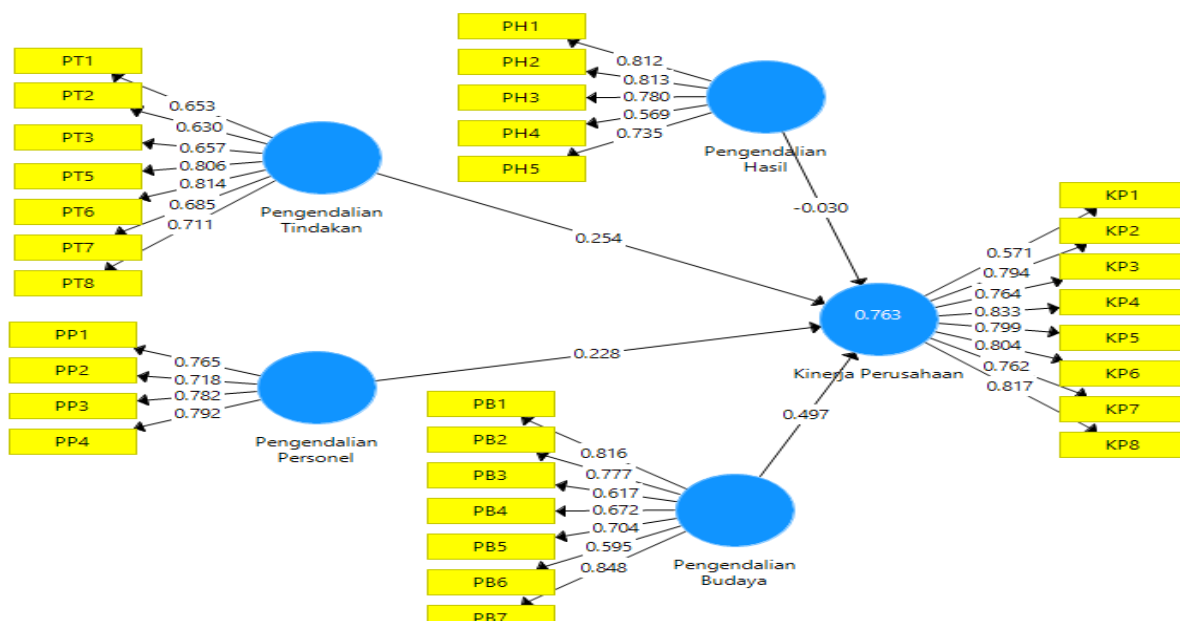 PT1
PT2
PT3
PT5
PT6
PT7
PT8
0.653
0.630
0.657
0.806
0.814
0.685
0.711
Pengendalian
Tindakan
0.254
PH1
PH2
PH3
PH4
PH5
0.812
0.813
0.780
0.569
0.735
Pengendalian
Hasil
-0.030
PP1
PP2
PP3
PP4
0.765
0.718
0.782
0.792
Pengendalian
Personel
0.228
PB1
PB2
PB3
PB4
PB5
PB6
PB7
0.816
0.777
0.617
0.672
0.704
0.595
0.848
Pengendalian
Budaya
0.497
0.763
Kinerja Perusahaan
0.571
0.794
0.764
0.833
0.799
0.804
0.762
0.817
KP1
KP2
KP3
KP4
KP5
KP6
KP7
KP8